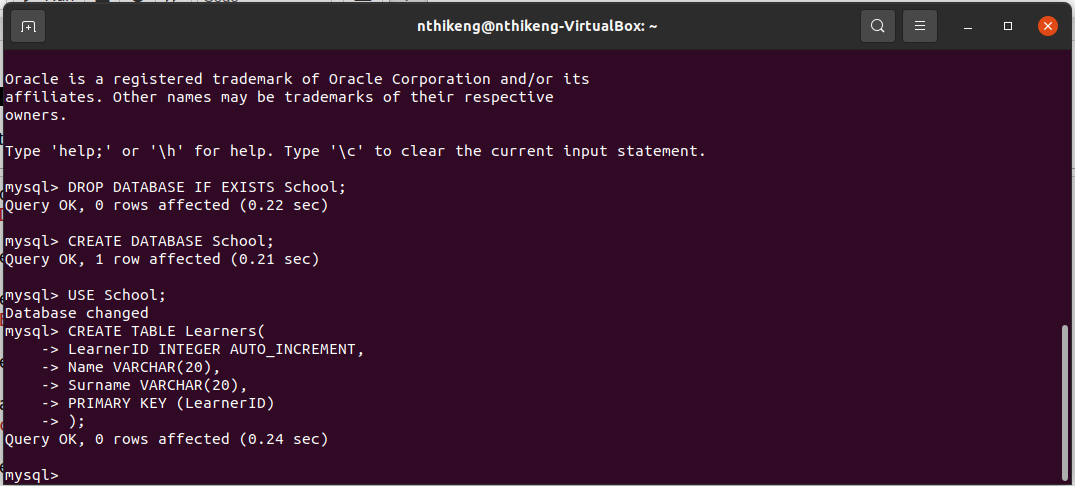 nthikeng@nthikeng-VirtualBox: ~
Oracle is a registered trademark of Oracle Corporation and/or its
affiliates. Other names may be trademarks of their respective
owners.
Type 'help;' or '\h' for help. Type '\c' to clear the current input statement.
mysql> DROP DATABASE IF EXISTS School;
Query OK, 0 rows affected (0.22 sec)
mysql> CREATE DATABASE School;
Query OK, 1 row affected (0.21 sec)
mysql> USE School;
Database changed
mysql> CREATE TABLE Learners(
    -> LearnerID INTEGER AUTO_INCREMENT,
    -> Name VARCHAR(20),
    -> Surname VARCHAR(20),
    -> PRIMARY KEY (LearnerID)
    -> );
Query OK, 0 rows affected (0.24 sec)
mysql>